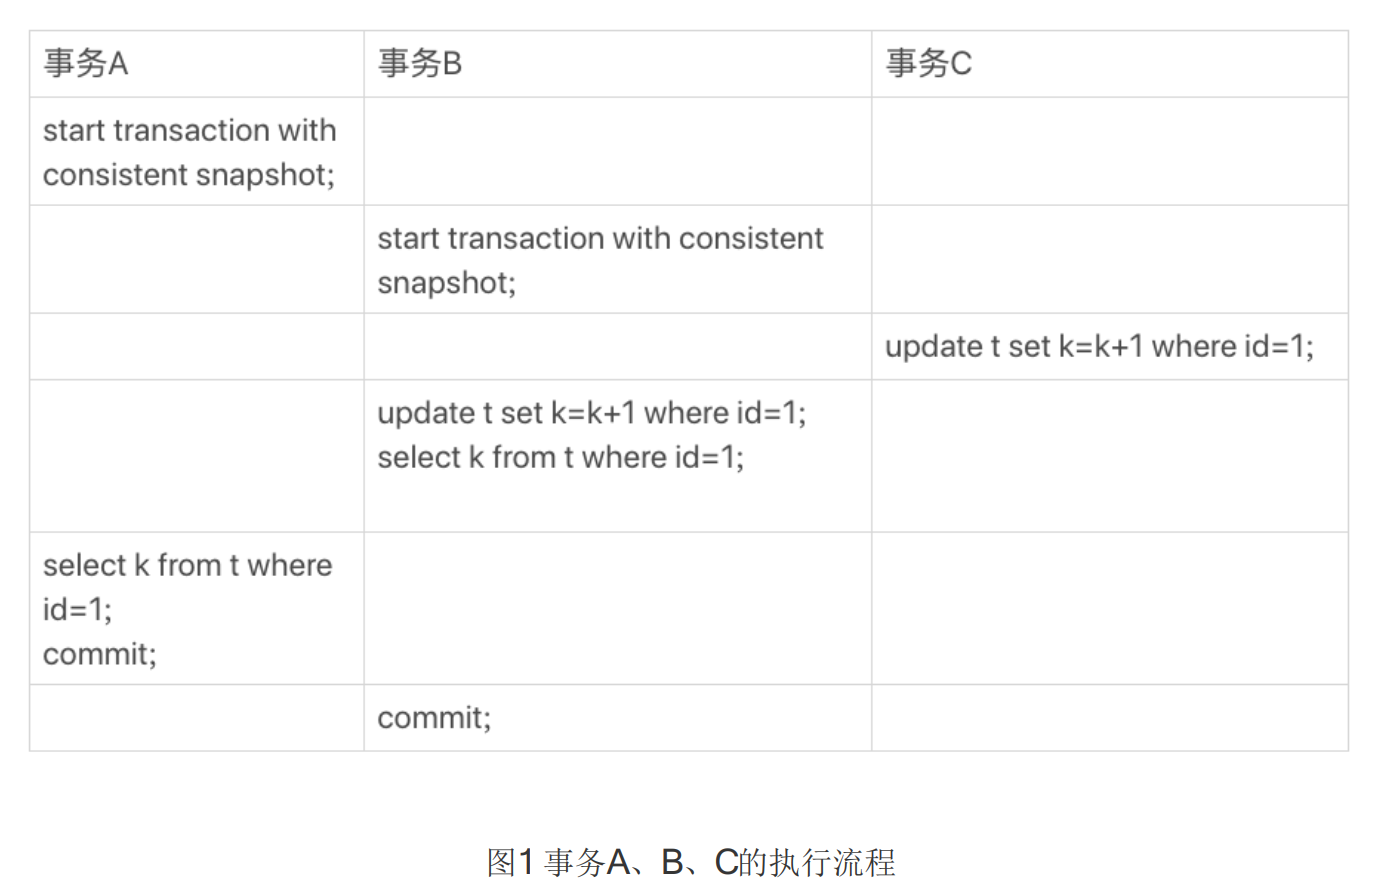 事务A
事务B
事务C
start transaction with
consistent snapshot;
start transaction with consistent
snapshot;
update t set k=k+1 where id=1;
update t set k=k+1 where id=1;
select k from t where id=1;
select k from t where
id=1;
commit;
commit;
图1 事务A、B、C的执行流程